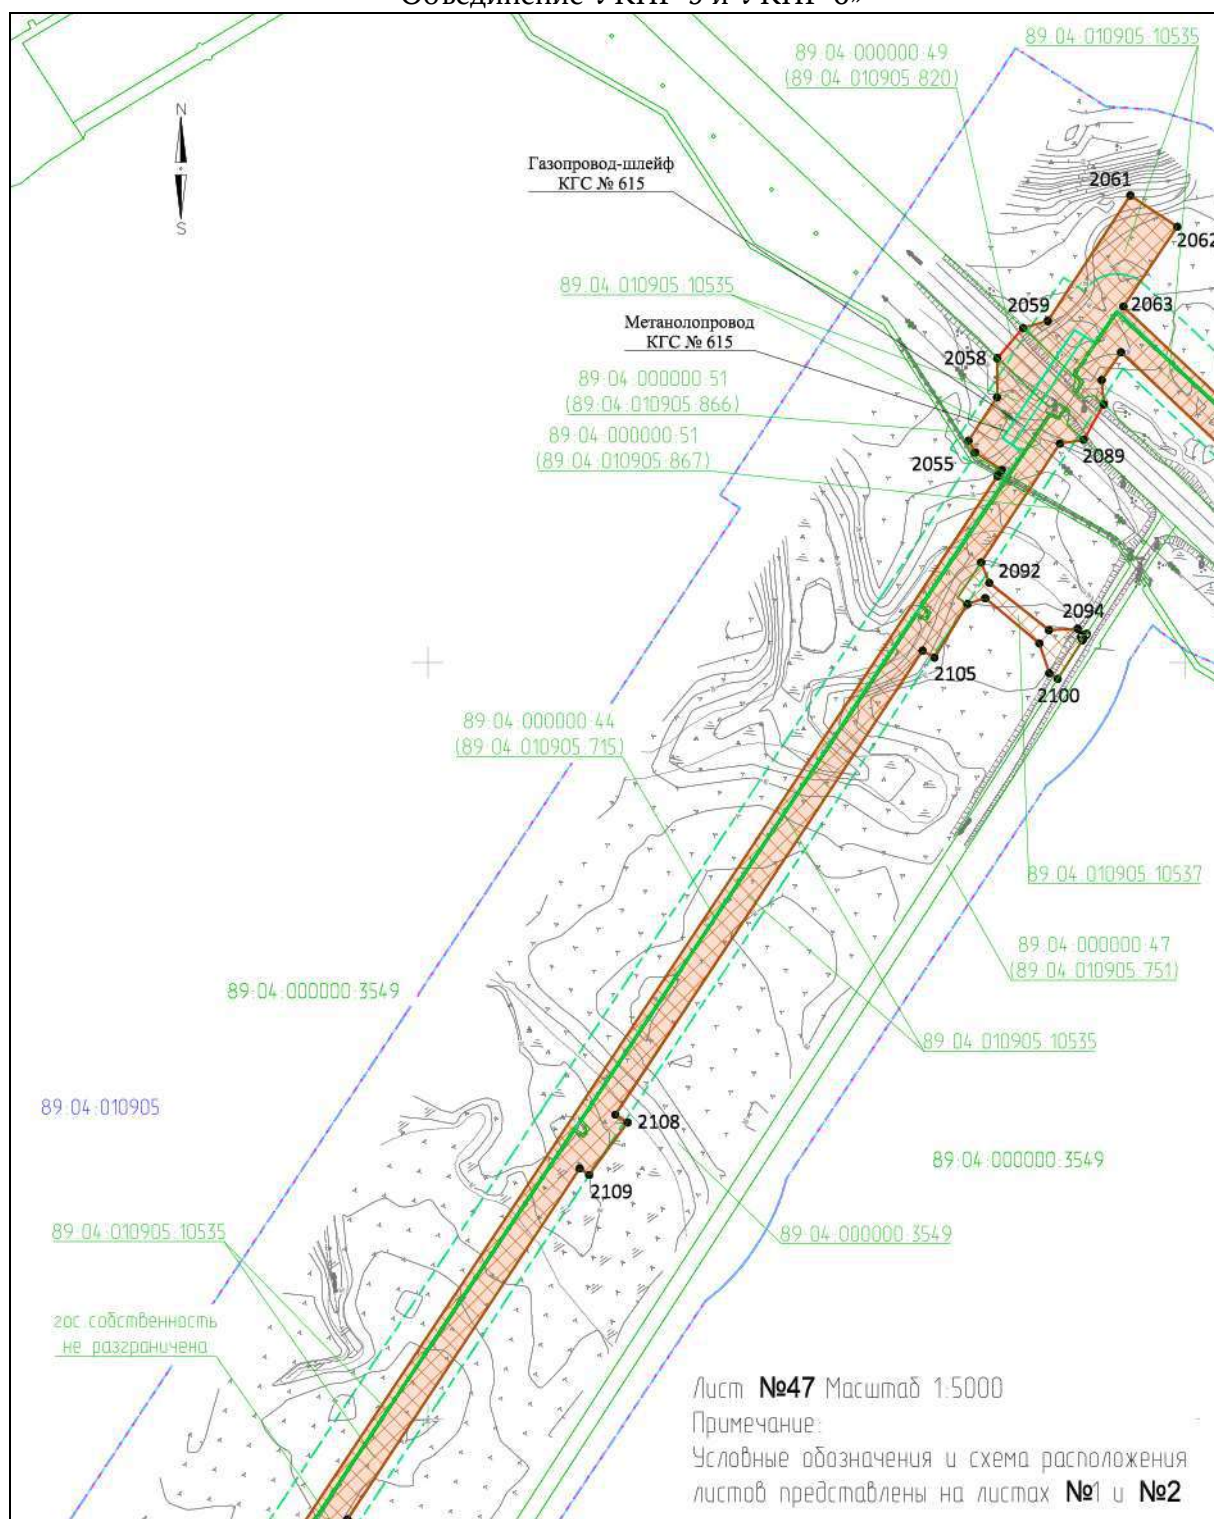 Объединение УКПГ-5 и УКПГ-6»
89:04:010905:10535
89:04:000000:49
(89:04:010905:820)
N
S
Газопровод-шлейф
КГС № 615
2061
2062
89:04:010905:10535
2059
2063
Метанолопровод
КГС № 615
2058
89:04:000000:51
(89:04:010905:866)
89:04:000000:51
(89:04:010905:867)
2055
2089
2092
2094
2105
2100
89:04:000000:44
(89:04:010905:715)
89:04:010905:10537
89:04:000000:47
(89:04:010905:751)
89:04:000000:3549
89:04:010905:10535
89:04:010905
2108
89:04:000000:3549
2109
89:04:010905:10535
89:04:000000:3549
гос.собственность
не разграничена
Лист №47 Масштаб 1:5000
Примечание:
Условные обозначения и схема расположения
листов представлены на листах №1 и №2